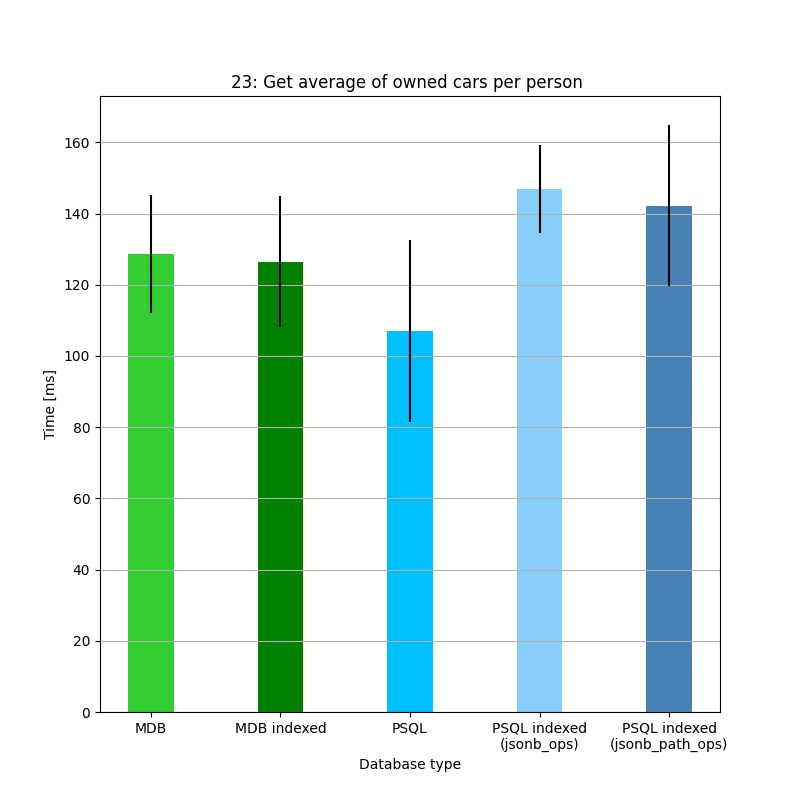 23: Get average of owned cars per person
Time [ms]
160
140
120
100
80
60
40
20
0
MDB
MDB indexed
PSQL
PSQL indexed
(jsonb_ops)
PSQL indexed
(jsonb_path_ops)
Database type